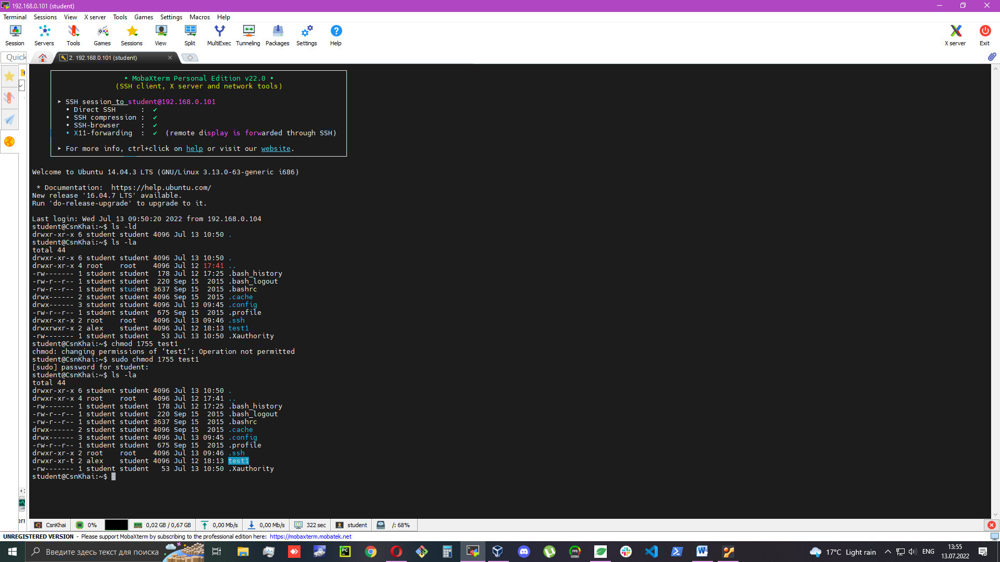 192.168.0.101 (student)
Terminal Sessions View X server Tools Games Settings Macros Help
Session Servers Tools Games Sessions View Split MultiExec Tunneling Packages Settings Help X server Exit
Quick 2. 192.168.0.101 (student)
• MobaXterm Personal Edition v22.0 •
(SSH client, X server and network tools)
➤ SSH session to student@192.168.0.101
• Direct SSH : ✔
• SSH compression : ✔
• SSH-browser : ✔
• X11-forwarding : ✔ (remote display is forwarded through SSH)
➤ For more info, ctrl+click on help or visit our website.
Welcome to Ubuntu 14.04.3 LTS (GNU/Linux 3.13.0-63-generic i686)
* Documentation: https://help.ubuntu.com/
New release '16.04.7 LTS' available.
Run 'do-release-upgrade' to upgrade to it.
Last login: Wed Jul 13 09:50:20 2022 from 192.168.0.104
student@CsnKhai:~$ ls -ld
drwxr-xr-x 6 student student 4096 Jul 13 10:50 .
student@CsnKhai:~$ ls -la
total 44
drwxr-xr-x 6 student student 4096 Jul 13 10:50 .
drwxr-xr-x 4 root    root    4096 Jul 12 17:41 ..
-rw------- 1 student student  178 Jul 12 17:25 .bash_history
-rw-r--r-- 1 student student  220 Sep 15  2015 .bash_logout
-rw-r--r-- 1 student student 3637 Sep 15  2015 .bashrc
drwx------ 2 student student 4096 Sep 15  2015 .cache
drwx------ 3 student student 4096 Jul 13 09:45 .config
-rw-r--r-- 1 student student  675 Sep 15  2015 .profile
drwxr-xr-x 2 root    root    4096 Jul 13 09:46 .ssh
drwxrwxr-x 2 alex    student 4096 Jul 12 18:13 test1
-rw------- 1 student student   53 Jul 13 10:50 .Xauthority
student@CsnKhai:~$ chmod 1755 test1
chmod: changing permissions of ‘test1’: Operation not permitted
student@CsnKhai:~$ sudo chmod 1755 test1
[sudo] password for student:
student@CsnKhai:~$ ls -la
total 44
drwxr-xr-x 6 student student 4096 Jul 13 10:50 .
drwxr-xr-x 4 root    root    4096 Jul 12 17:41 ..
-rw------- 1 student student  178 Jul 12 17:25 .bash_history
-rw-r--r-- 1 student student  220 Sep 15  2015 .bash_logout
-rw-r--r-- 1 student student 3637 Sep 15  2015 .bashrc
drwx------ 2 student student 4096 Sep 15  2015 .cache
drwx------ 3 student student 4096 Jul 13 09:45 .config
-rw-r--r-- 1 student student  675 Sep 15  2015 .profile
drwxr-xr-x 2 root    root    4096 Jul 13 09:46 .ssh
drwxr-xr-t 2 alex    student 4096 Jul 12 18:13 test1
-rw------- 1 student student   53 Jul 13 10:50 .Xauthority
student@CsnKhai:~$
CsnKhai 0% 0,02 GB / 0,67 GB 0,00 Mb/s 0,00 Mb/s 322 sec student /: 68%
UNREGISTERED VERSION - Please support MobaXterm by subscribing to the professional edition here: https://mobaxterm.mobatek.net
Введите здесь текст для поиска 17°C Light rain ENG 13:55
13.07.2022